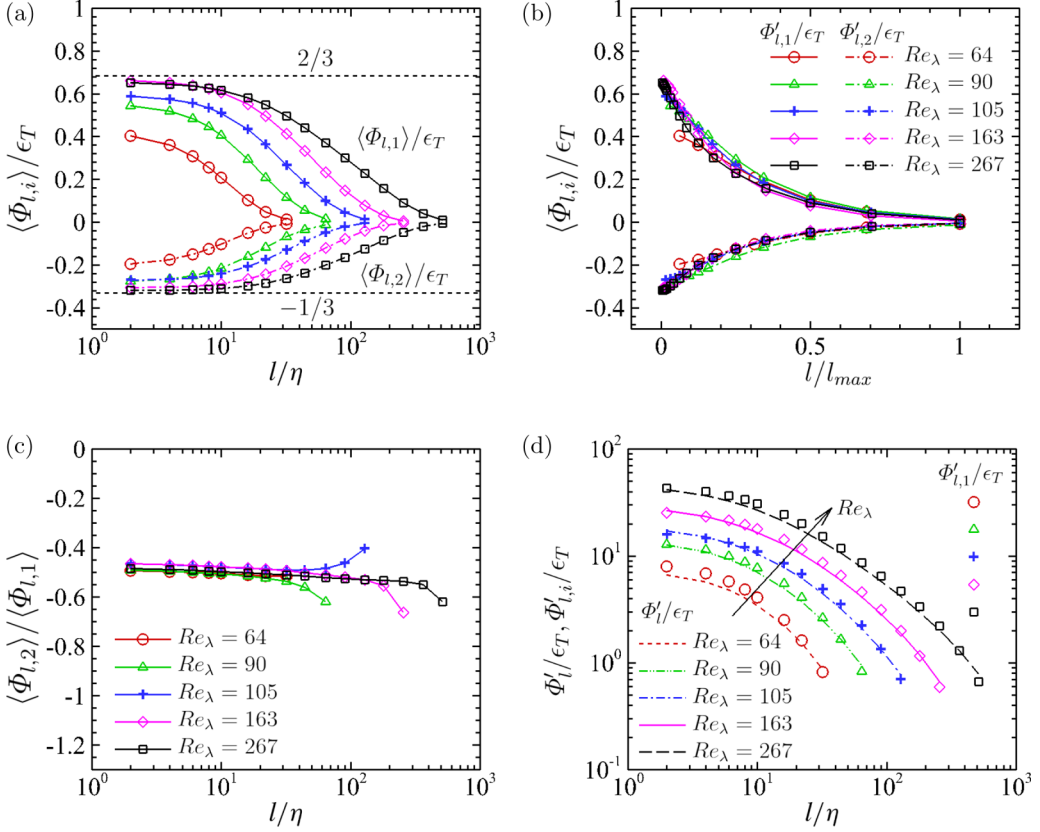 (a)
1
0.8
0.6
0.4
0.2
0
-0.2
-0.4
⟨Φ_{l,i}⟩/ϵ_T
2/3
⟨Φ_{l,1}⟩/ϵ_T
⟨Φ_{l,2}⟩/ϵ_T
−1/3
10^0 10^1 10^2 10^3
l/η
(b)
1
0.8
0.6
0.4
0.2
0
-0.2
-0.4
⟨Φ_{l,i}⟩/ϵ_T
Φ′_{l,1}/ϵ_T Φ′_{l,2}/ϵ_T
Re_λ = 64
Re_λ = 90
Re_λ = 105
Re_λ = 163
Re_λ = 267
0 0.5 1
l/l_{max}
(c)
0
-0.2
-0.4
-0.6
-0.8
-1
-1.2
⟨Φ_{l,2}⟩/⟨Φ_{l,1}⟩
Re_λ = 64
Re_λ = 90
Re_λ = 105
Re_λ = 163
Re_λ = 267
10^0 10^1 10^2 10^3
l/η
(d)
10^2
10^1
10^0
10^{-1}
Φ′_l/ϵ_T, Φ′_{l,i}/ϵ_T
Φ′_{l,1}/ϵ_T
Re_λ
Φ′_l/ϵ_T
Re_λ = 64
Re_λ = 90
Re_λ = 105
Re_λ = 163
Re_λ = 267
10^0 10^1 10^2 10^3
l/η